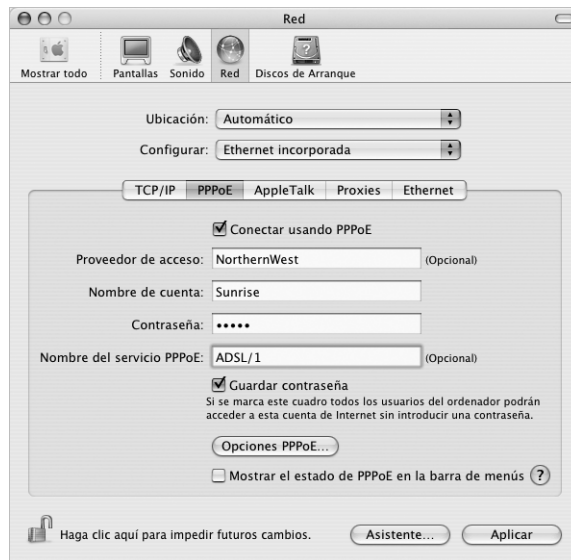 Red
Mostrar todo
Pantallas
Sonido
Red
Discos de Arranque
Ubicación: Automático
Configurar: Ethernet incorporada
TCP/IP
PPPoE
AppleTalk
Proxies
Ethernet
Conectar usando PPPoE
Proveedor de acceso: NorthernWest (Opcional)
Nombre de cuenta: Sunrise
Contraseña: •••••
Nombre del servicio PPPoE: ADSL/1 (Opcional)
Guardar contraseña
Si se marca este cuadro todos los usuarios del ordenador podrán
acceder a esta cuenta de Internet sin introducir una contraseña.
Opciones PPPoE...
Mostrar el estado de PPPoE en la barra de menús ?
Haga clic aquí para impedir futuros cambios.
Asistente...
Aplicar